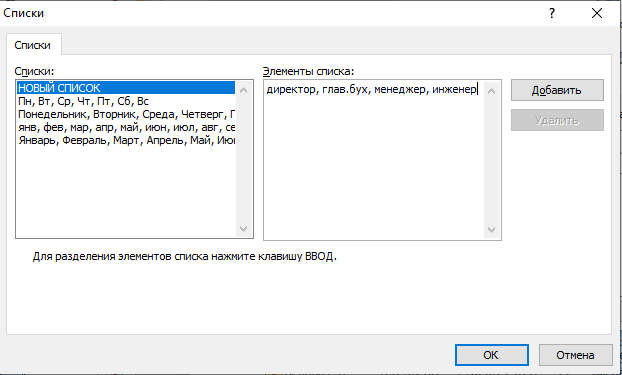 Списки
Списки
Списки:
НОВЫЙ СПИСОК
Пн, Вт, Ср, Чт, Пт, Сб, Вс
Понедельник, Вторник, Среда, Четверг, П
янв, фев, мар, апр, май, июн, июл, авг, се
Январь, Февраль, Март, Апрель, Май, Июн
Элементы списка:
директор, глав.бух, менеджер, инженер
Добавить
Удалить
Для разделения элементов списка нажмите клавишу ВВОД.
ОК
Отмена